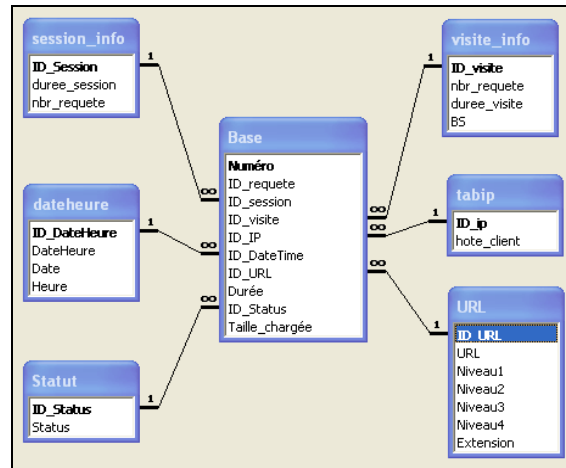 session_info
ID_Session
duree_session
nbr_requete
1
∞
dateheure
ID_DateHeure
DateHeure
Date
Heure
1
∞
Statut
ID_Status
Status
1
∞
Base
Numéro
ID_requete
ID_session
ID_visite
ID_IP
ID_DateTime
ID_URL
Durée
ID_Status
Taille_chargée
visite_info
ID_visite
nbr_requete
duree_visite
BS
1
∞
tabip
ID_ip
hote_client
1
∞
URL
ID_URL
URL
Niveau1
Niveau2
Niveau3
Niveau4
Extension
1
∞